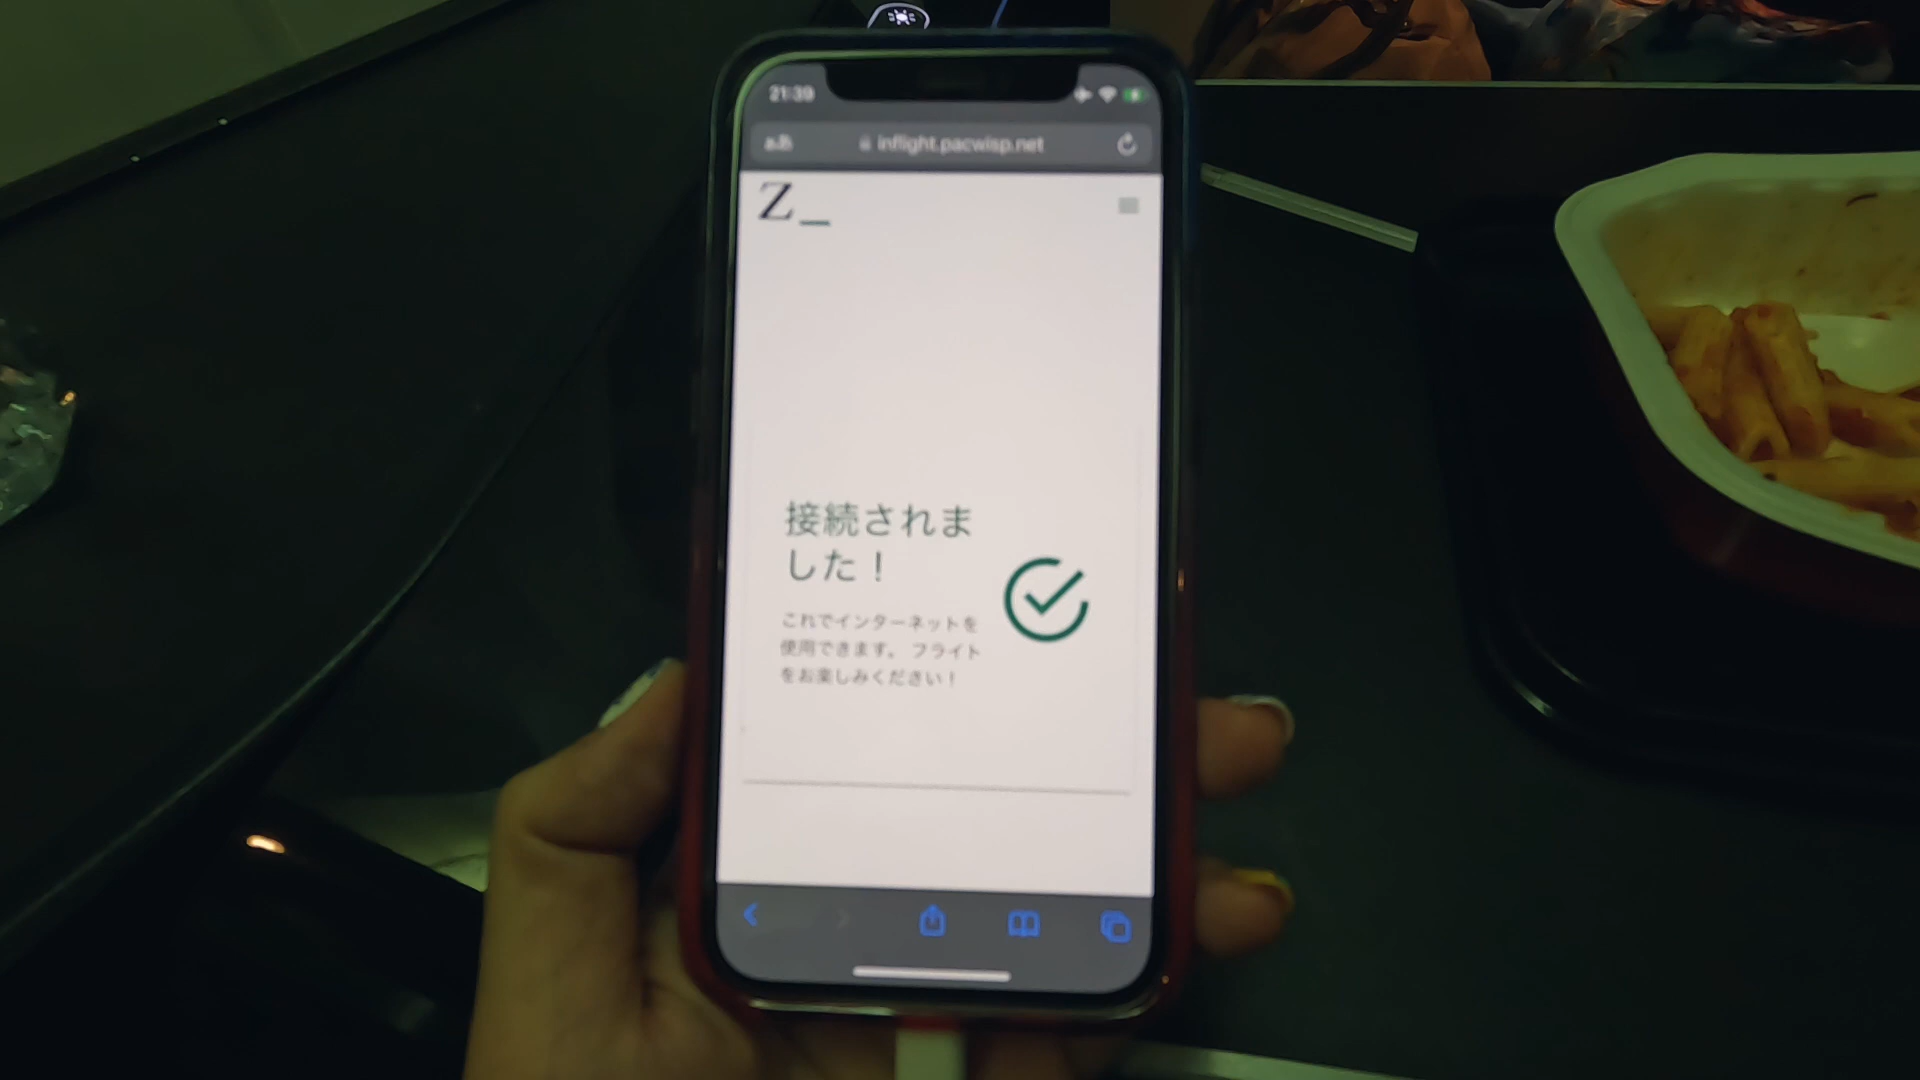 21:39
ぁあ
inflight.pacwisp.net
Z_
接続されま
した！
これでインターネットを
使用できます。 フライト
をお楽しみください！